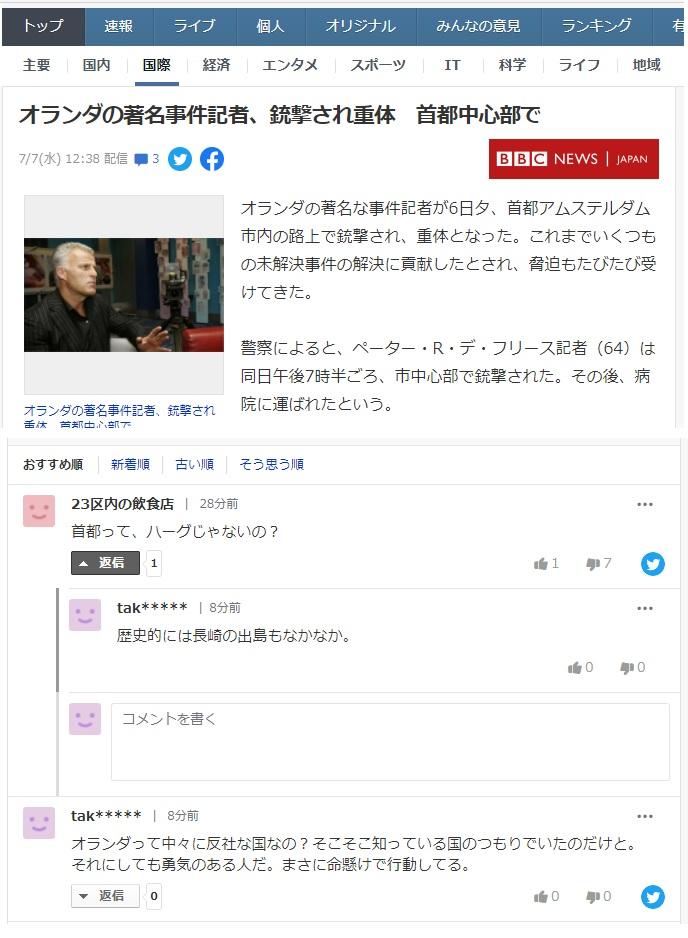 トップ 速報 ライブ 個人 オリジナル みんなの意見 ランキング 有
主要 国内 国際 経済 エンタメ スポーツ IT 科学 ライフ 地域
オランダの著名事件記者、銃撃され重体 首都中心部で
7/7(水) 12:38 配信 3
BBC NEWS | JAPAN
オランダの著名な事件記者が6日夕、首都アムステルダム
市内の路上で銃撃され、重体となった。これまでいくつも
の未解決事件の解決に貢献したとされ、脅迫もたびたび受
けてきた。
警察によると、ペーター・R・デ・フリース記者（64）は
同日午後7時半ごろ、市中心部で銃撃された。その後、病
院に運ばれたという。
オランダの著名事件記者、銃撃され
重体 首都中心部で
おすすめ順 新着順 古い順 そう思う順
23区内の飲食店 | 28分前
首都って、ハーグじゃないの？
返信 1
1 7
tak***** | 8分前
歴史的には長崎の出島もなかなか。
0 0
コメントを書く
tak***** | 8分前
オランダって中々に反社な国なの？そこそこ知っている国のつもりでいたのだけと。
それにしても勇気のある人だ。まさに命懸けで行動してる。
返信 0
0 0